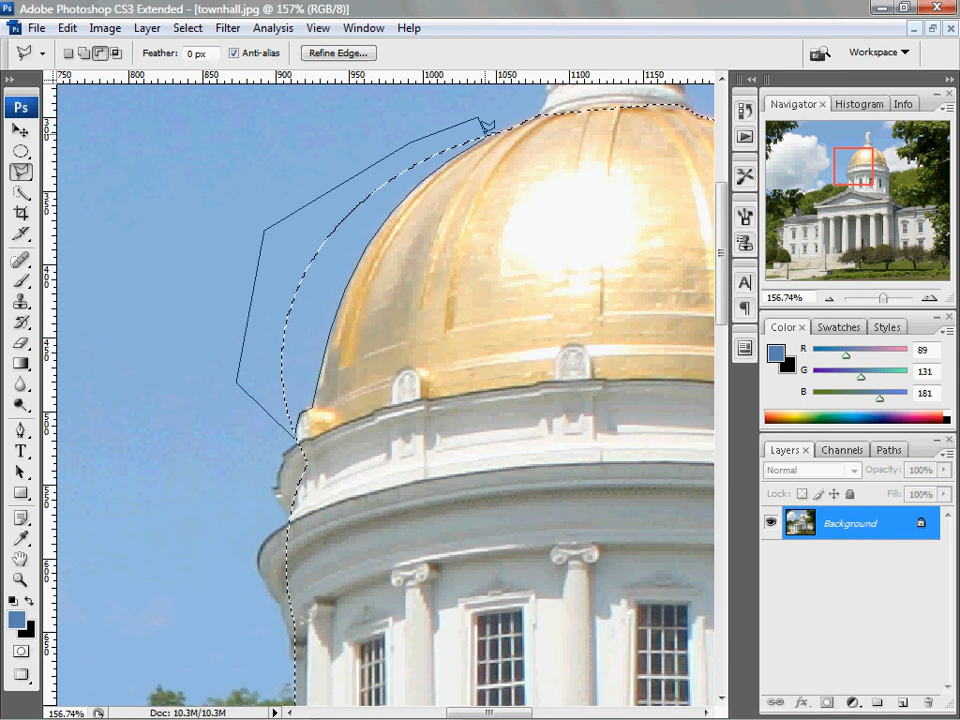 Ps Adobe Photoshop CS3 Extended - [townhall.jpg @ 157% (RGB/8)]
File Edit Image Layer Select Filter Analysis View Window Help
Feather: 0 px Anti-alias Refine Edge... Workspace
750 800 850 900 950 1000 1050 1100 1150
Ps
Navigator Histogram Info
156.74%
Color Swatches Styles
R 89
G 131
B 181
Layers Channels Paths
Normal Opacity: 100%
Lock: Fill: 100%
Background
T
A
fx
156.74% Doc: 10.3M/10.3M